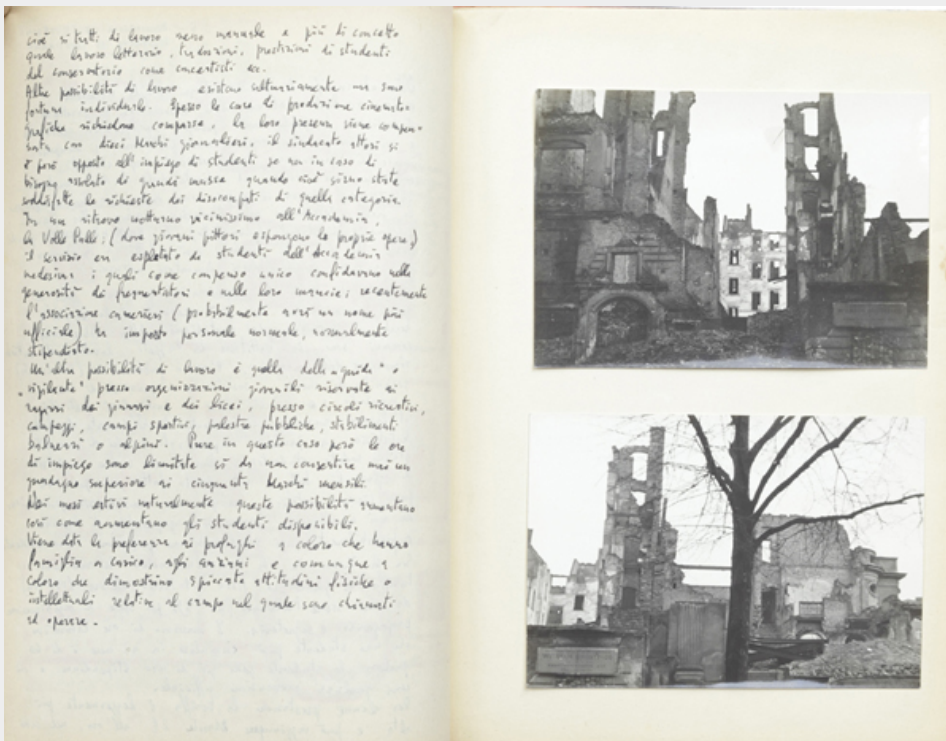 cioè si tratti di lavoro meno manuale e più di concetto
quale lavoro letterario, traduzioni, prestazioni di studenti
del conservatorio come concertisti ecc.
Altre possibilità di lavoro esistono saltuariamente ma sono
fortune individuali. Spesso le case di produzione cinemato-
grafiche richiedono comparse, la loro presenza viene compen-
sata con dieci Marchi giornalieri, il sindacato attori si
è però opposto all'impiego di studenti se non in caso di
bisogno assoluto di grandi masse quando cioè siano state
soddisfatte le richieste dei disoccupati di quella categoria.
In un ritrovo notturno vicinissimo all'Accademia,
la Volle Pulle, (dove giovani pittori espongono le proprie opere,)
il servizio era espletato da studenti dell'Accademia
medesima i quali come compenso unico confidavano nella
generosità dei frequentatori o nelle loro mancie; recentemente
l'associazione camerieri (probabilmente avrà un nome più
ufficiale) ha imposto personale normale, normalmente
stipendiato.
Un'altra possibilità di lavoro è quella della "guida" o
"vigilante" presso organizzazioni giovanili riservate ai
ragazzi dei ginnasi e dei licei, presso circoli ricreativi,
campeggi, campi sportivi, palestre pubbliche, stabilimenti
balneari o alpini. Pure in questo caso però le ore
di impiego sono limitate sì da non consentire mai un
guadagno superiore ai cinquanta Marchi mensili.
Nei mesi estivi naturalmente queste possibilità aumentano
così come aumentano gli studenti disponibili.
Viene data la preferenza ai profughi a coloro che hanno
famiglia a carico, agli anziani e comunque a
coloro che dimostrino spiccate attitudini fisiche o
intellettuali relative al campo nel quale sono chiamati
ad operare.